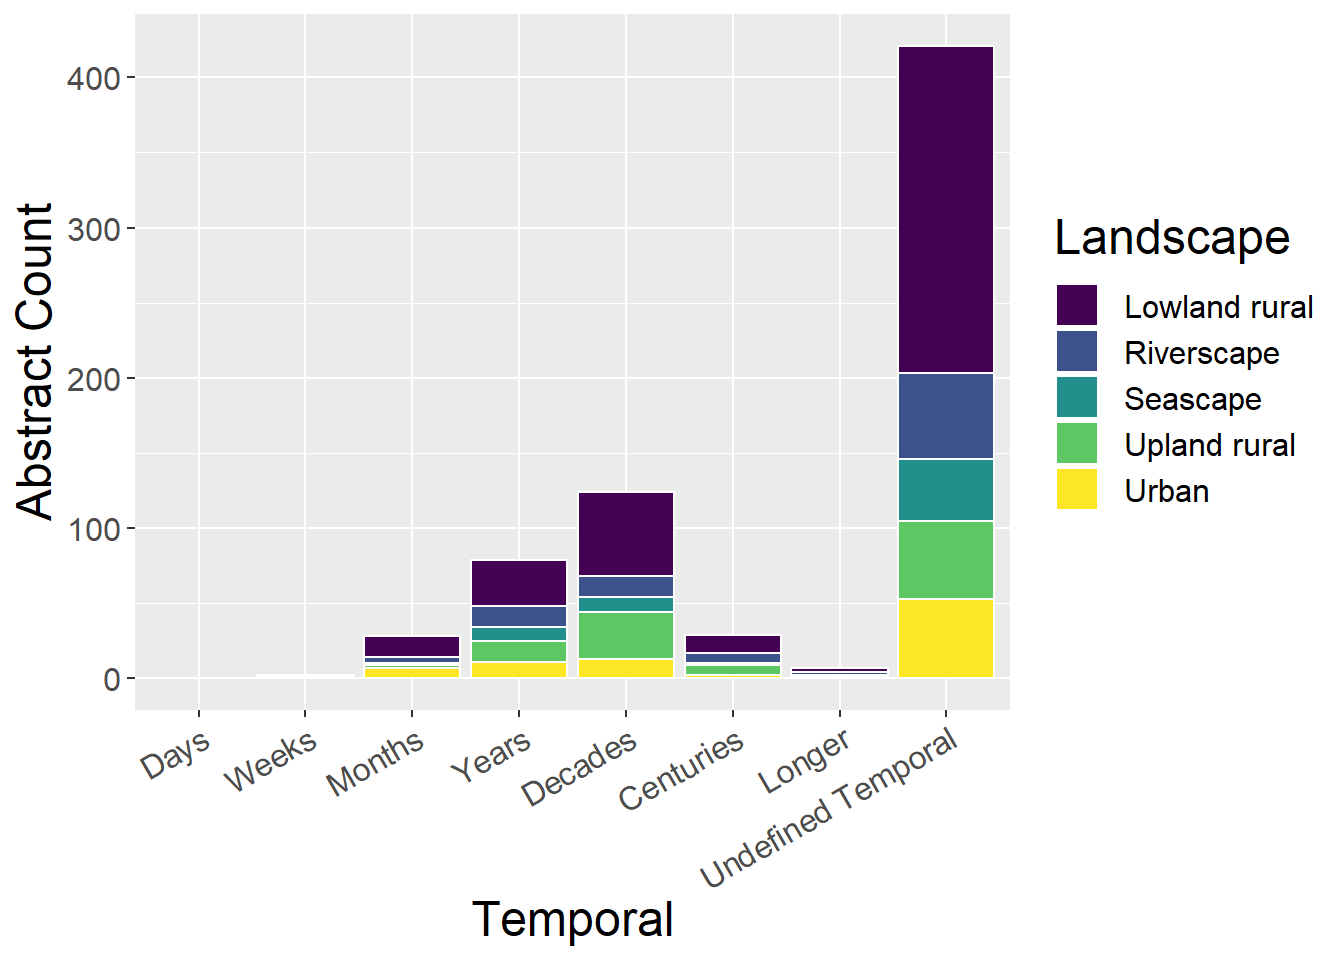 400
300
200
100
0
Abstract Count
Days
Weeks
Months
Years
Decades
Centuries
Longer
Undefined Temporal
Temporal
Landscape
Lowland rural
Riverscape
Seascape
Upland rural
Urban